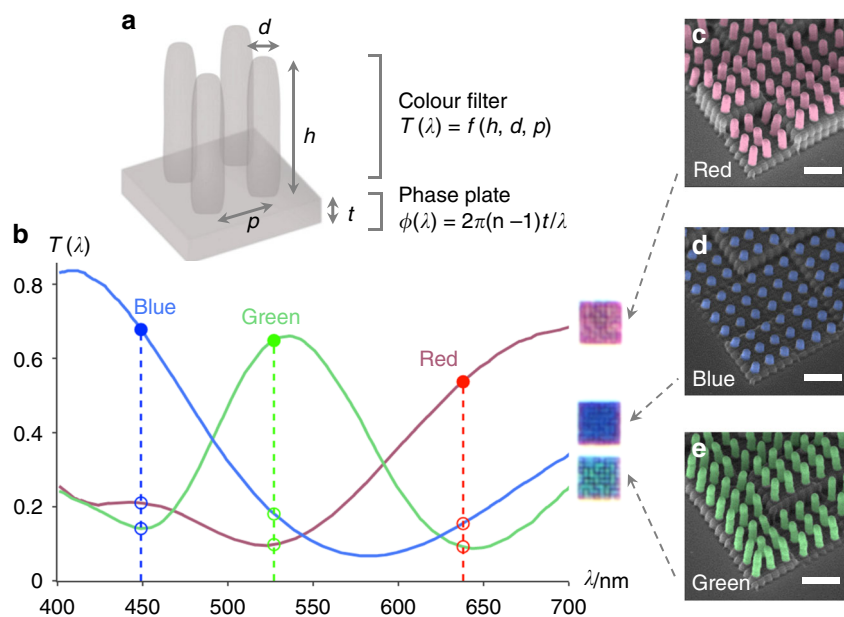 a
d
h
p
t
Colour filter
T(λ) = f(h, d, p)
Phase plate
ϕ(λ) = 2π(n −1)t/λ
b
T(λ)
0.8
0.6
0.4
0.2
0
Blue
Green
Red
400
450
500
550
600
650
700
λ/nm
c
Red
d
Blue
e
Green